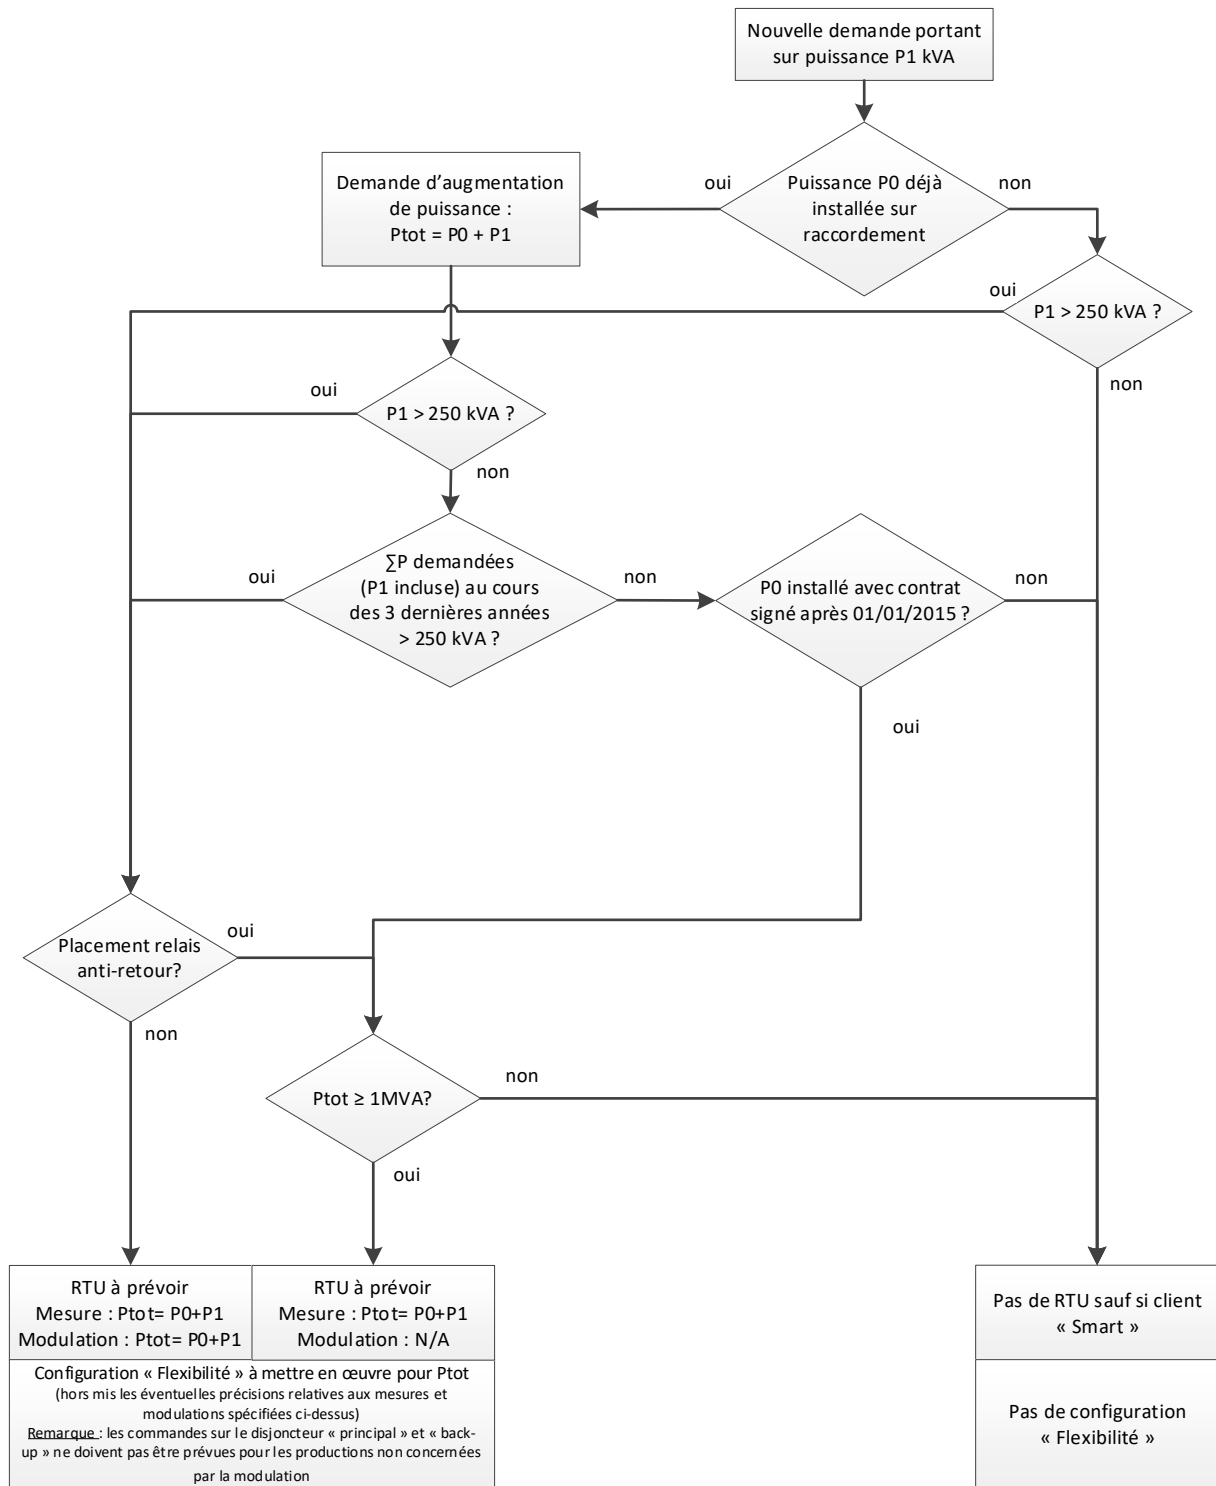 Nouvelle demande portant
sur puissance P1 kVA
Demande d'augmentation
de puissance :
Ptot = P0 + P1
oui
Puissance P0 déjà
installée sur
raccordement
non
oui
P1 > 250 kVA ?
non
oui
P1 > 250 kVA ?
non
oui
∑P demandées
(P1 incluse) au cours
des 3 dernières années
> 250 kVA ?
non
P0 installé avec contrat
signé après 01/01/2015 ?
non
oui
Placement relais
anti-retour?
oui
non
Ptot ≥ 1MVA?
non
oui
RTU à prévoir
Mesure : Ptot= P0+P1
Modulation : Ptot= P0+P1
RTU à prévoir
Mesure : Ptot= P0+P1
Modulation : N/A
Configuration « Flexibilité » à mettre en œuvre pour Ptot
(hors mis les éventuelles précisions relatives aux mesures et
modulations spécifiées ci-dessus)
Remarque : les commandes sur le disjoncteur « principal » et « back-
up » ne doivent pas être prévues pour les productions non concernées
par la modulation
Pas de RTU sauf si client
« Smart »
Pas de configuration
« Flexibilité »